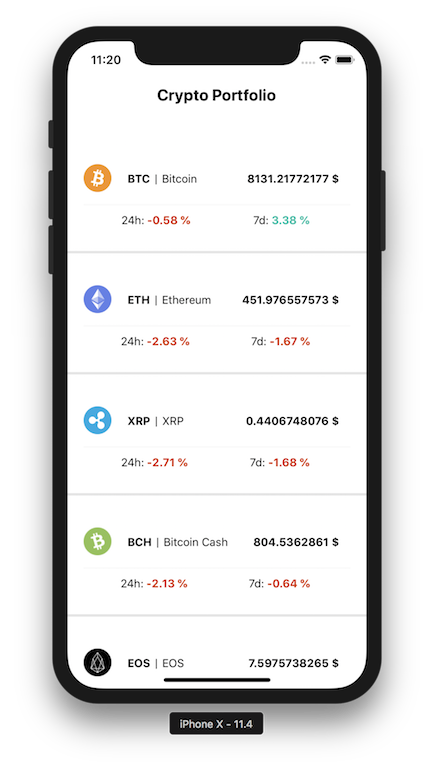 11:20
Crypto Portfolio
BTC | Bitcoin 8131.21772177 $
24h: -0.58 % 7d: 3.38 %
ETH | Ethereum 451.976557573 $
24h: -2.63 % 7d: -1.67 %
XRP | XRP 0.4406748076 $
24h: -2.71 % 7d: -1.68 %
BCH | Bitcoin Cash 804.5362861 $
24h: -2.13 % 7d: -0.64 %
EOS | EOS 7.5975738265 $
iPhone X - 11.4